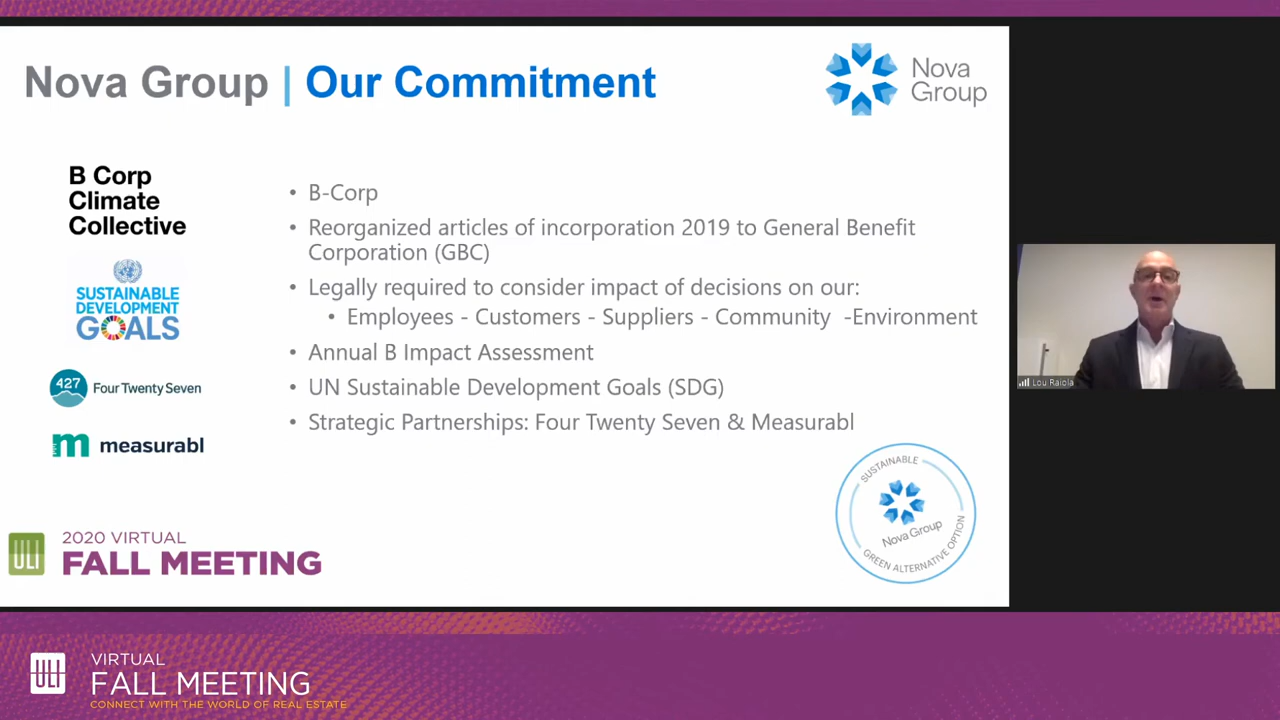 Nova Group | Our Commitment
Nova
Group
B Corp
Climate
Collective
SUSTAINABLE
DEVELOPMENT
GOALS
427 Four Twenty Seven
m measurabl
• B-Corp
• Reorganized articles of incorporation 2019 to General Benefit
Corporation (GBC)
• Legally required to consider impact of decisions on our:
• Employees - Customers - Suppliers - Community -Environment
• Annual B Impact Assessment
• UN Sustainable Development Goals (SDG)
• Strategic Partnerships: Four Twenty Seven & Measurabl
SUSTAINABLE
Nova Group
GREEN ALTERNATIVE OPTION
ULI
2020 VIRTUAL
FALL MEETING
Lou Raiola
ULI
VIRTUAL
FALL MEETING
CONNECT WITH THE WORLD OF REAL ESTATE